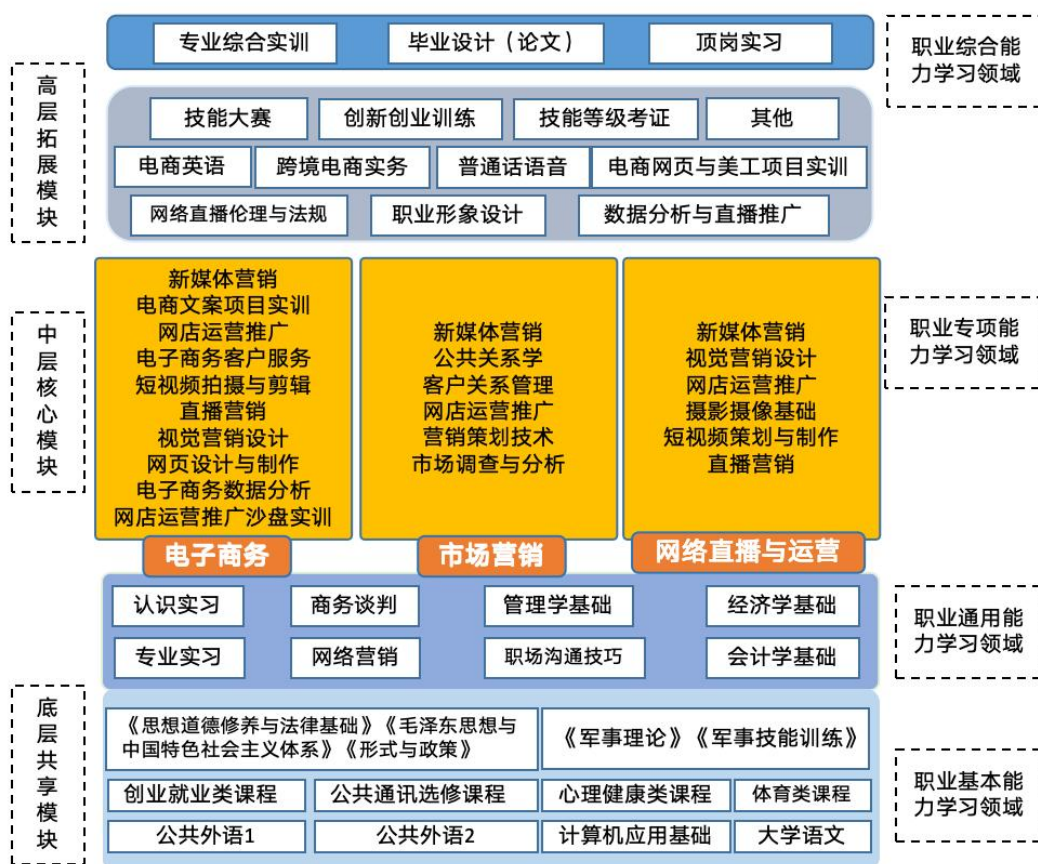 专业综合实训
毕业设计（论文）
顶岗实习
职业综合能
力学习领域
高层拓展模块
技能大赛
创新创业训练
技能等级考证
其他
电商英语
跨境电商实务
普通话语音
电商网页与美工项目实训
网络直播伦理与法规
职业形象设计
数据分析与直播推广
中层核心模块
新媒体营销
电商文案项目实训
网店运营推广
电子商务客户服务
短视频拍摄与剪辑
直播营销
视觉营销设计
网页设计与制作
电子商务数据分析
网店运营推广沙盘实训
电子商务
新媒体营销
公共关系学
客户关系管理
网店运营推广
营销策划技术
市场调查与分析
市场营销
新媒体营销
视觉营销设计
网店运营推广
摄影摄像基础
短视频策划与制作
直播营销
网络直播与运营
职业专项能
力学习领域
认识实习
商务谈判
管理学基础
经济学基础
专业实习
网络营销
职场沟通技巧
会计学基础
职业通用能
力学习领域
底层共享模块
《思想道德修养与法律基础》《毛泽东思想与
中国特色社会主义体系》《形式与政策》
《军事理论》《军事技能训练》
创业就业类课程
公共通讯选修课程
心理健康类课程
体育类课程
公共外语1
公共外语2
计算机应用基础
大学语文
职业基本能
力学习领域